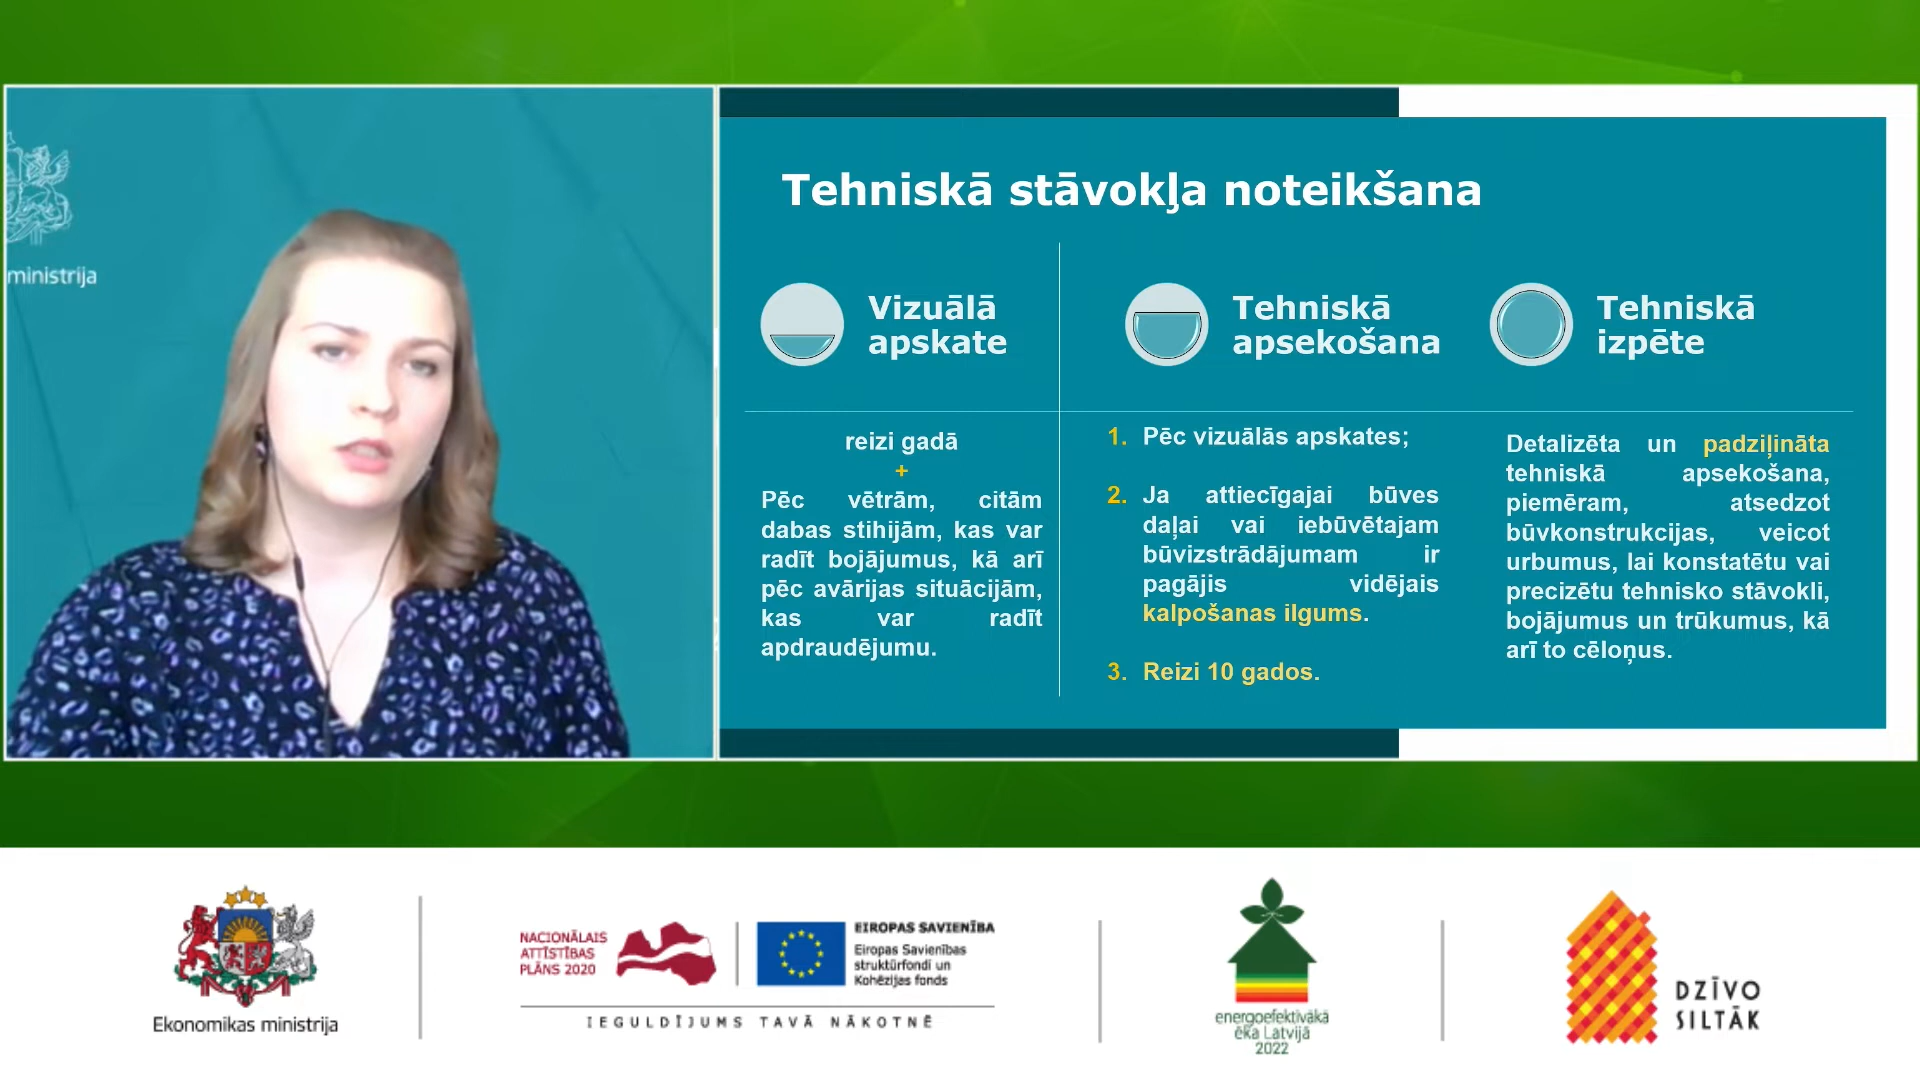 ministrija
Tehniskā stāvokļa noteikšana
Vizuālā
apskate
reizi gadā
+
Pēc vētrām, citām
dabas stihijām, kas var
radīt bojājumus, kā arī
pēc avārijas situācijām,
kas var radīt
apdraudējumu.
Tehniskā
apsekošana
1. Pēc vizuālās apskates;
2. Ja attiecīgajai būves
daļai vai iebūvētajam
būvizstrādājumam ir
pagājis vidējais
kalpošanas ilgums.
3. Reizi 10 gados.
Tehniskā
izpēte
Detalizēta un padziļināta
tehniskā apsekošana,
piemēram, atsedzot
būvkonstrukcijas, veicot
urbumus, lai konstatētu vai
precizētu tehnisko stāvokli,
bojājumus un trūkumus, kā
arī to cēloņus.
Ekonomikas ministrija
NACIONĀLAIS
ATTĪSTĪBAS
PLĀNS 2020
EIROPAS SAVIENĪBA
Eiropas Savienības
struktūrfondi un
Kohēzijas fonds
IEGULDĪJUMS TAVĀ NĀKOTNĒ
energoefektīvākā
ēka Latvijā
2022
DZĪVO
SILTĀK